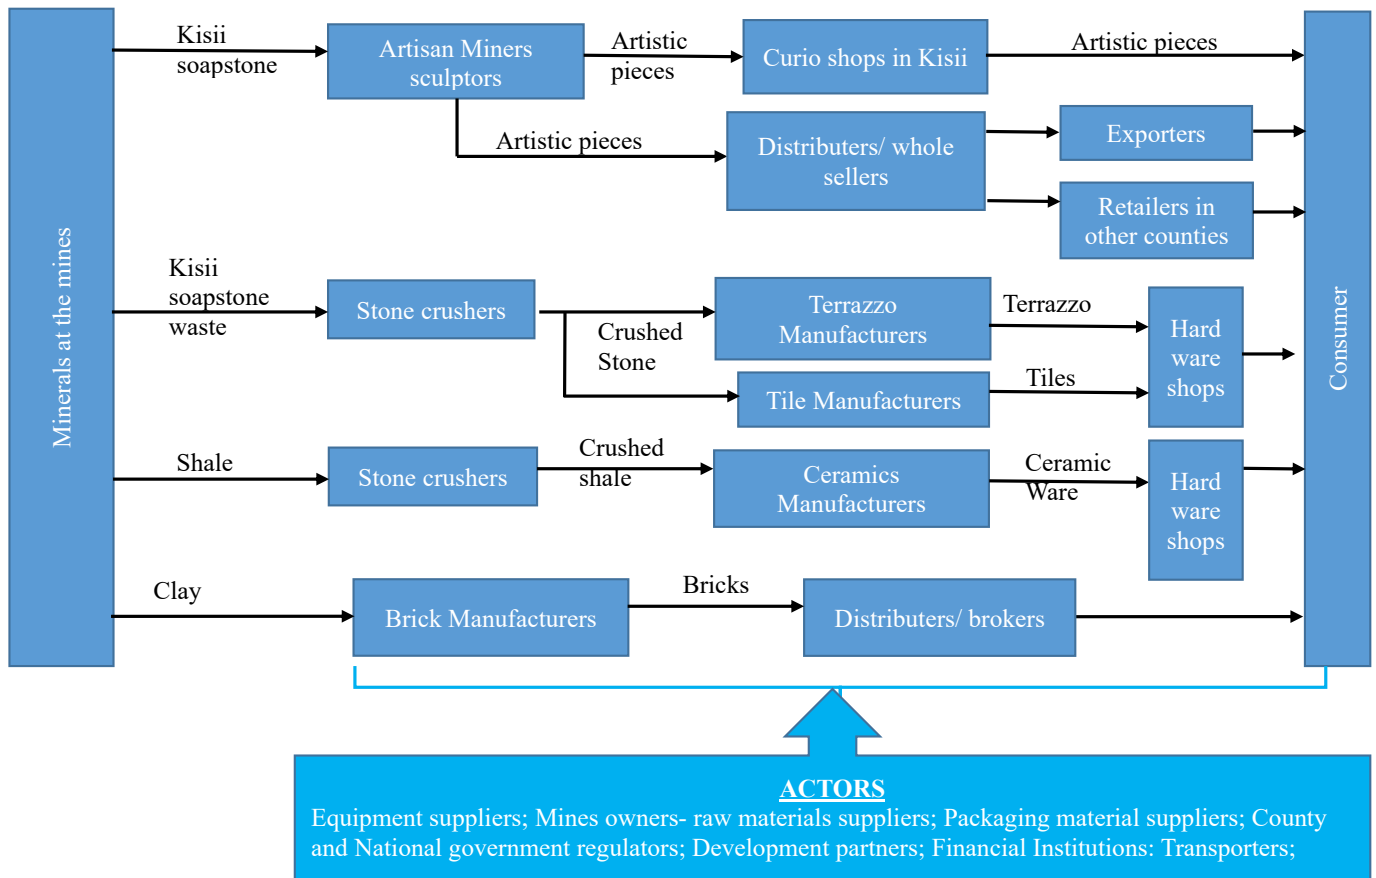 Minerals at the mines
Kisii
soapstone
Artisan Miners
sculptors
Artistic
pieces
Curio shops in Kisii
Artistic pieces
Artistic pieces
Distributers/ whole
sellers
Exporters
Retailers in
other counties
Kisii
soapstone
waste
Stone crushers
Crushed
Stone
Terrazzo
Manufacturers
Terrazzo
Tile Manufacturers
Tiles
Hard
ware
shops
Shale
Stone crushers
Crushed
shale
Ceramics
Manufacturers
Ceramic
Ware
Hard
ware
shops
Clay
Brick Manufacturers
Bricks
Distributers/ brokers
Consumer
ACTORS
Equipment suppliers; Mines owners- raw materials suppliers; Packaging material suppliers; County
and National government regulators; Development partners; Financial Institutions: Transporters;